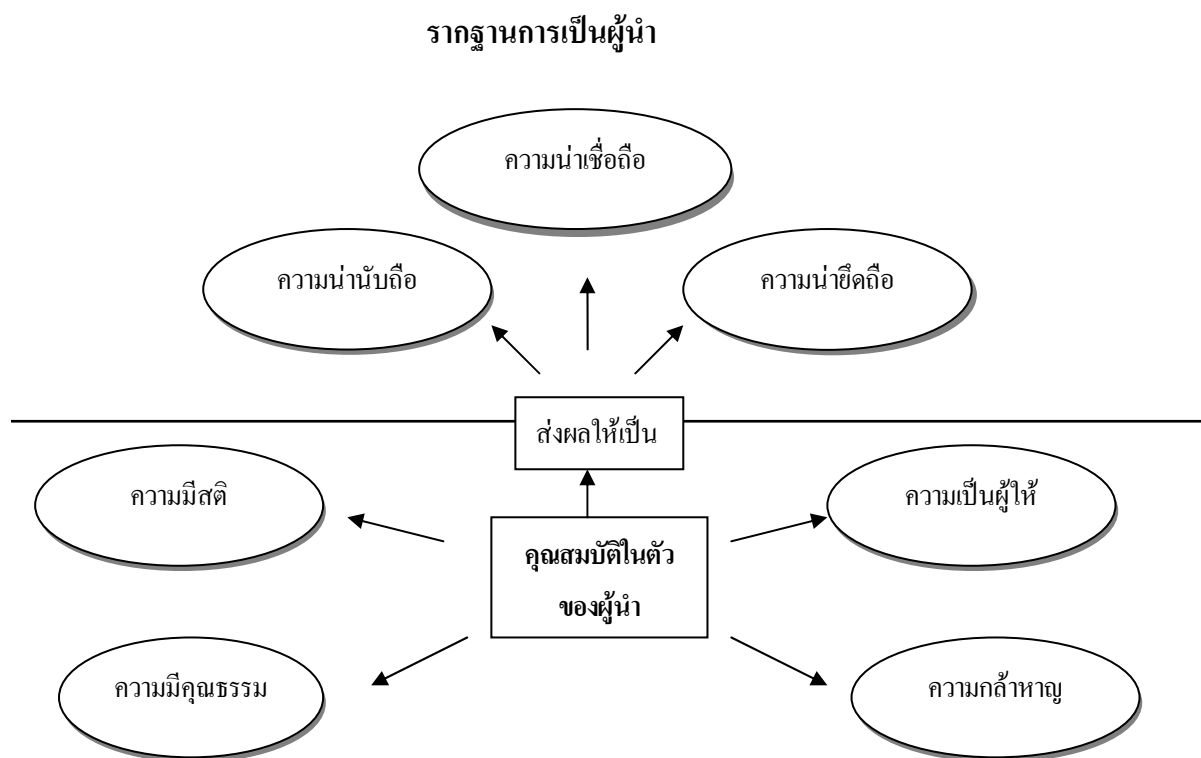 รากฐานการเป็นผู้นำ
ความน่าเชื่อถือ
ความน่านับถือ
ความน่ายึดถือ
ส่งผลให้เป็น
ความมีสติ
ความเป็นผู้ให้
คุณสมบัติในตัว
ของผู้นำ
ความมีคุณธรรม
ความกล้าหาญ